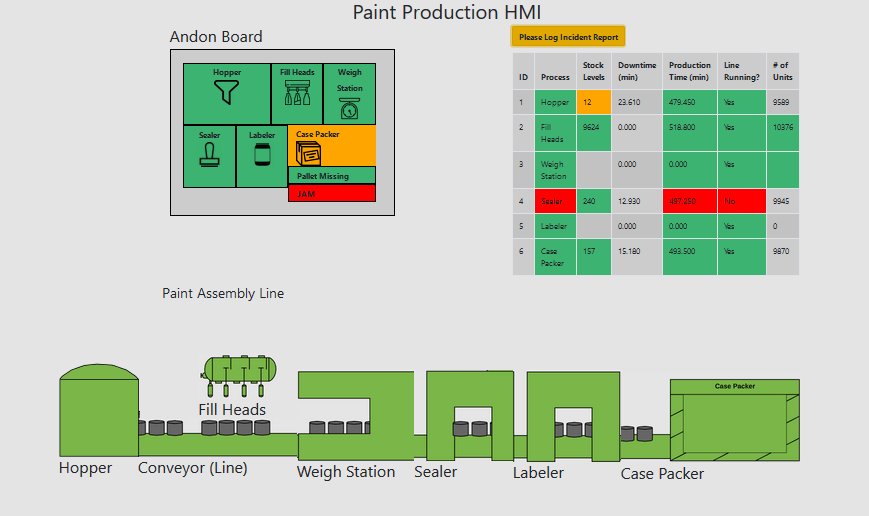 Paint Production HMI
Andon Board
Hopper
Fill Heads
Weigh
Station
Sealer
Labeler
Case Packer
Pallet Missing
JAM
Please Log Incident Report
ID Process Stock Levels Downtime (min) Production Time (min) Line Running? # of Units
1 Hopper 12 23.610 479.450 Yes 9589
2 Fill Heads 9624 0.000 518.800 Yes 10376
3 Weigh Station 0.000 0.000 Yes
4 Sealer 240 12.930 497.250 No 9945
5 Labeler 0.000 0.000 Yes 0
6 Case Packer 157 15.180 493.500 Yes 9870
Paint Assembly Line
Fill Heads
Case Packer
Hopper
Conveyor (Line)
Weigh Station
Sealer
Labeler
Case Packer